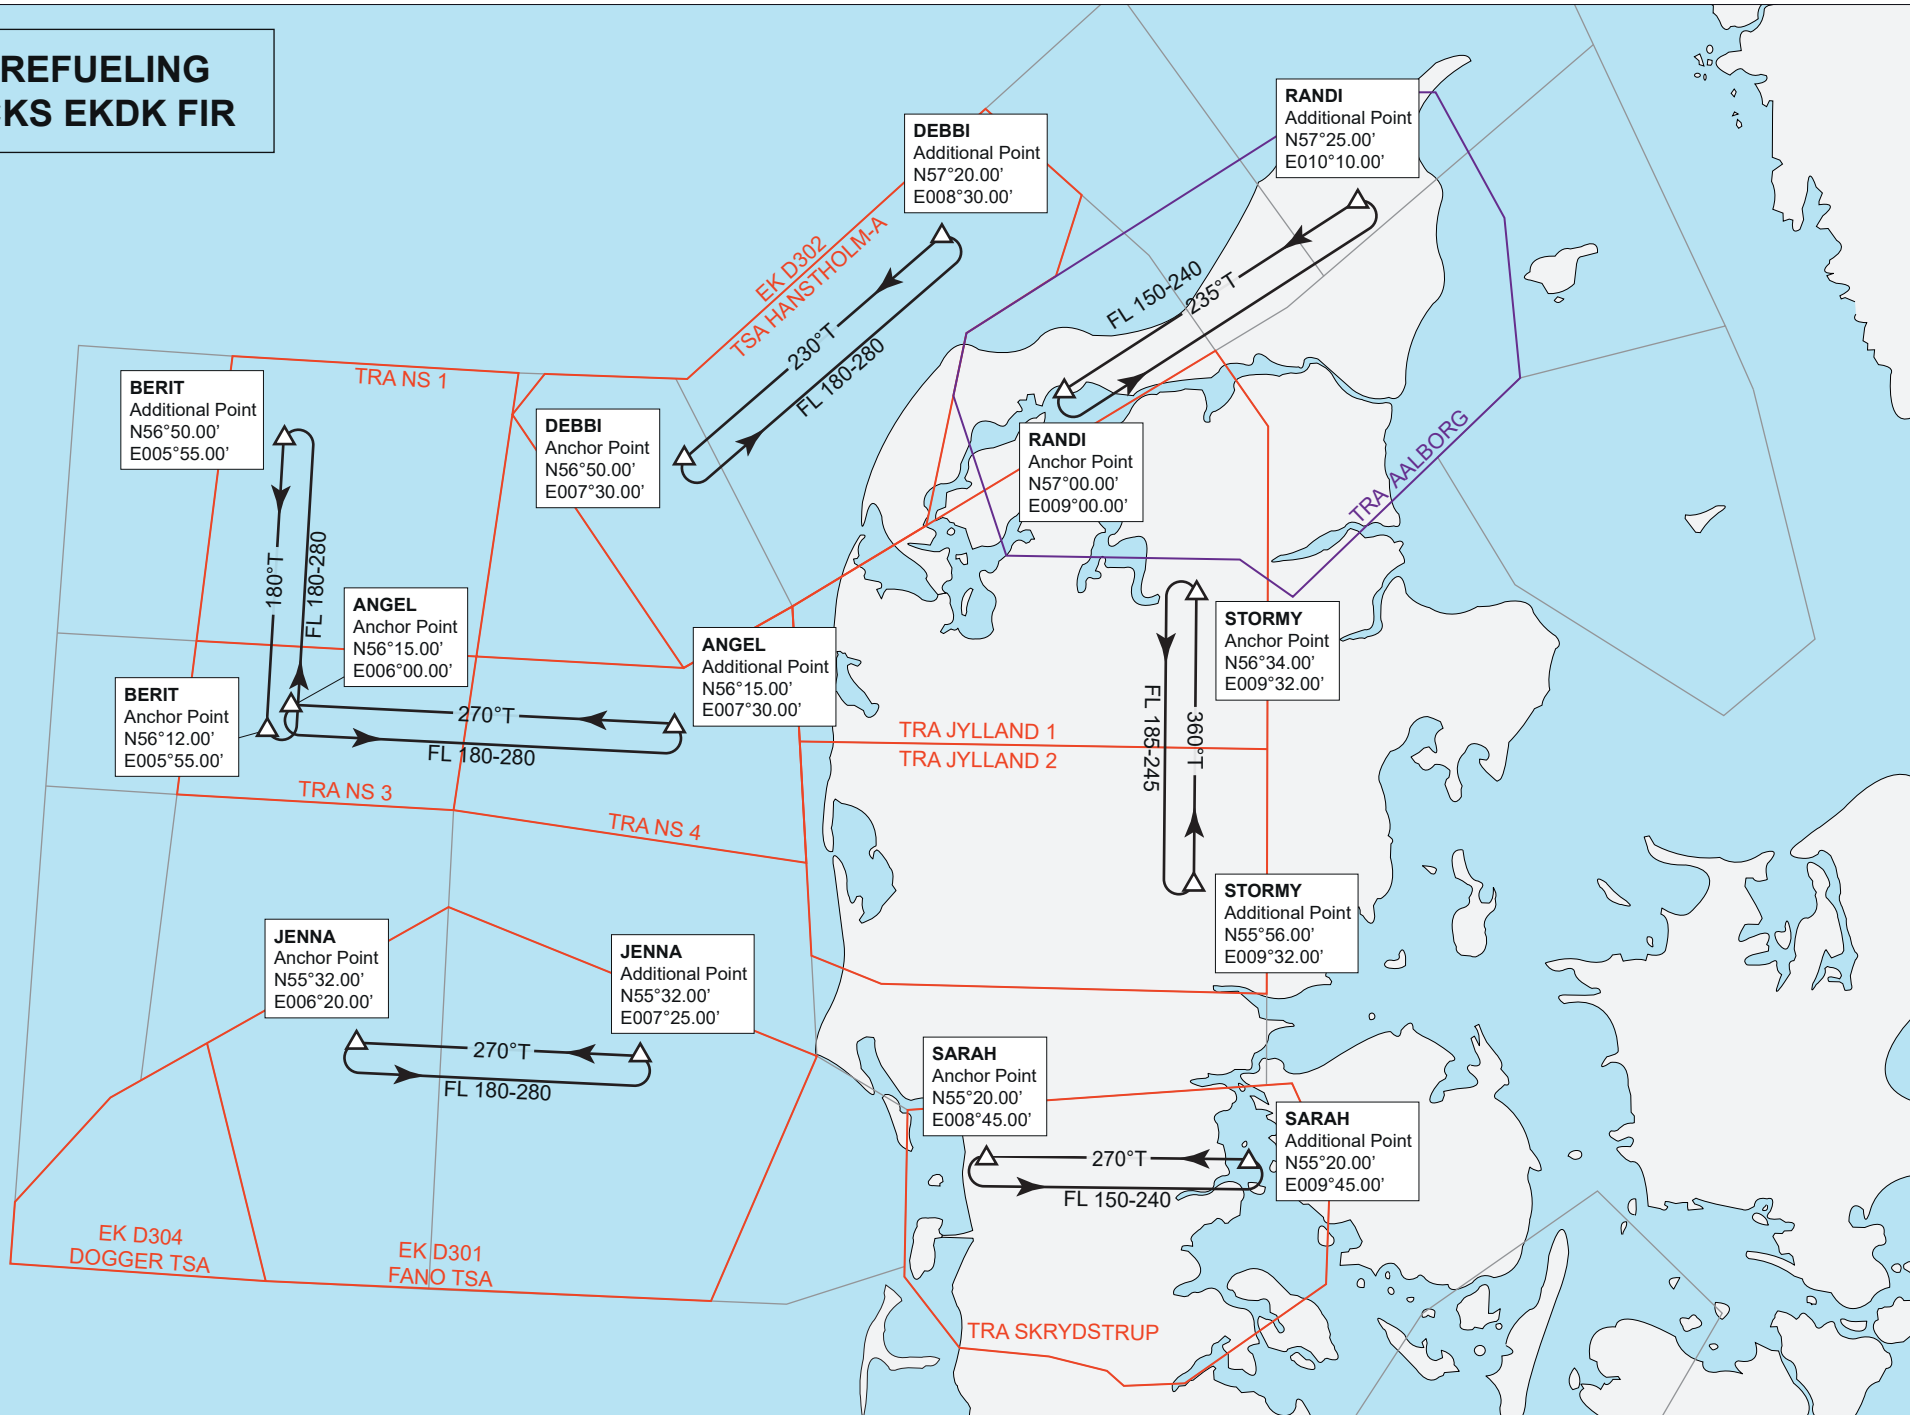 REFUELING
CKS EKDK FIR
RANDI
Additional Point
N57°25.00’
E010°10.00’
DEBBI
Additional Point
N57°20.00’
E008°30.00’
EK D302
TSA HANSTHOLM-A
FL 150-240
235°T
230°T
FL 180-280
TRA NS 1
BERIT
Additional Point
N56°50.00’
E005°55.00’
DEBBI
Anchor Point
N56°50.00’
E007°30.00’
RANDI
Anchor Point
N57°00.00’
E009°00.00’
TRA AALBORG
180°T
FL 180-280
ANGEL
Anchor Point
N56°15.00’
E006°00.00’
ANGEL
Additional Point
N56°15.00’
E007°30.00’
STORMY
Anchor Point
N56°34.00’
E009°32.00’
BERIT
Anchor Point
N56°12.00’
E005°55.00’
270°T
FL 180-280
FL 185-245
360°T
TRA JYLLAND 1
TRA JYLLAND 2
TRA NS 3
TRA NS 4
STORMY
Additional Point
N55°56.00’
E009°32.00’
JENNA
Anchor Point
N55°32.00’
E006°20.00’
JENNA
Additional Point
N55°32.00’
E007°25.00’
270°T
FL 180-280
SARAH
Anchor Point
N55°20.00’
E008°45.00’
SARAH
Additional Point
N55°20.00’
E009°45.00’
270°T
FL 150-240
EK D304
DOGGER TSA
EK D301
FANO TSA
TRA SKRYDSTRUP